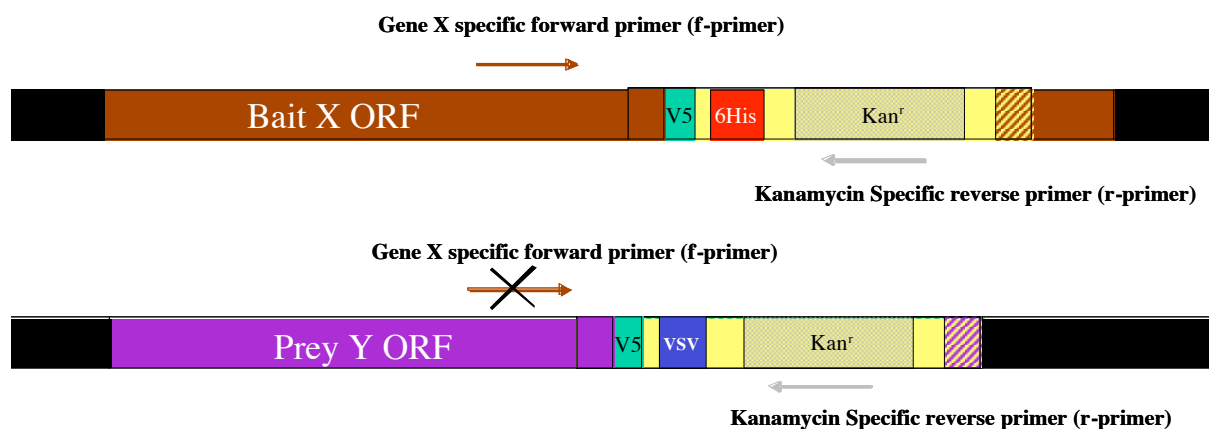 Gene X specific forward primer (f-primer)
Bait X ORF V5 6His Kanʳ
Kanamycin Specific reverse primer (r-primer)
Gene X specific forward primer (f-primer)
Prey Y ORF V5 VSV Kanʳ
Kanamycin Specific reverse primer (r-primer)